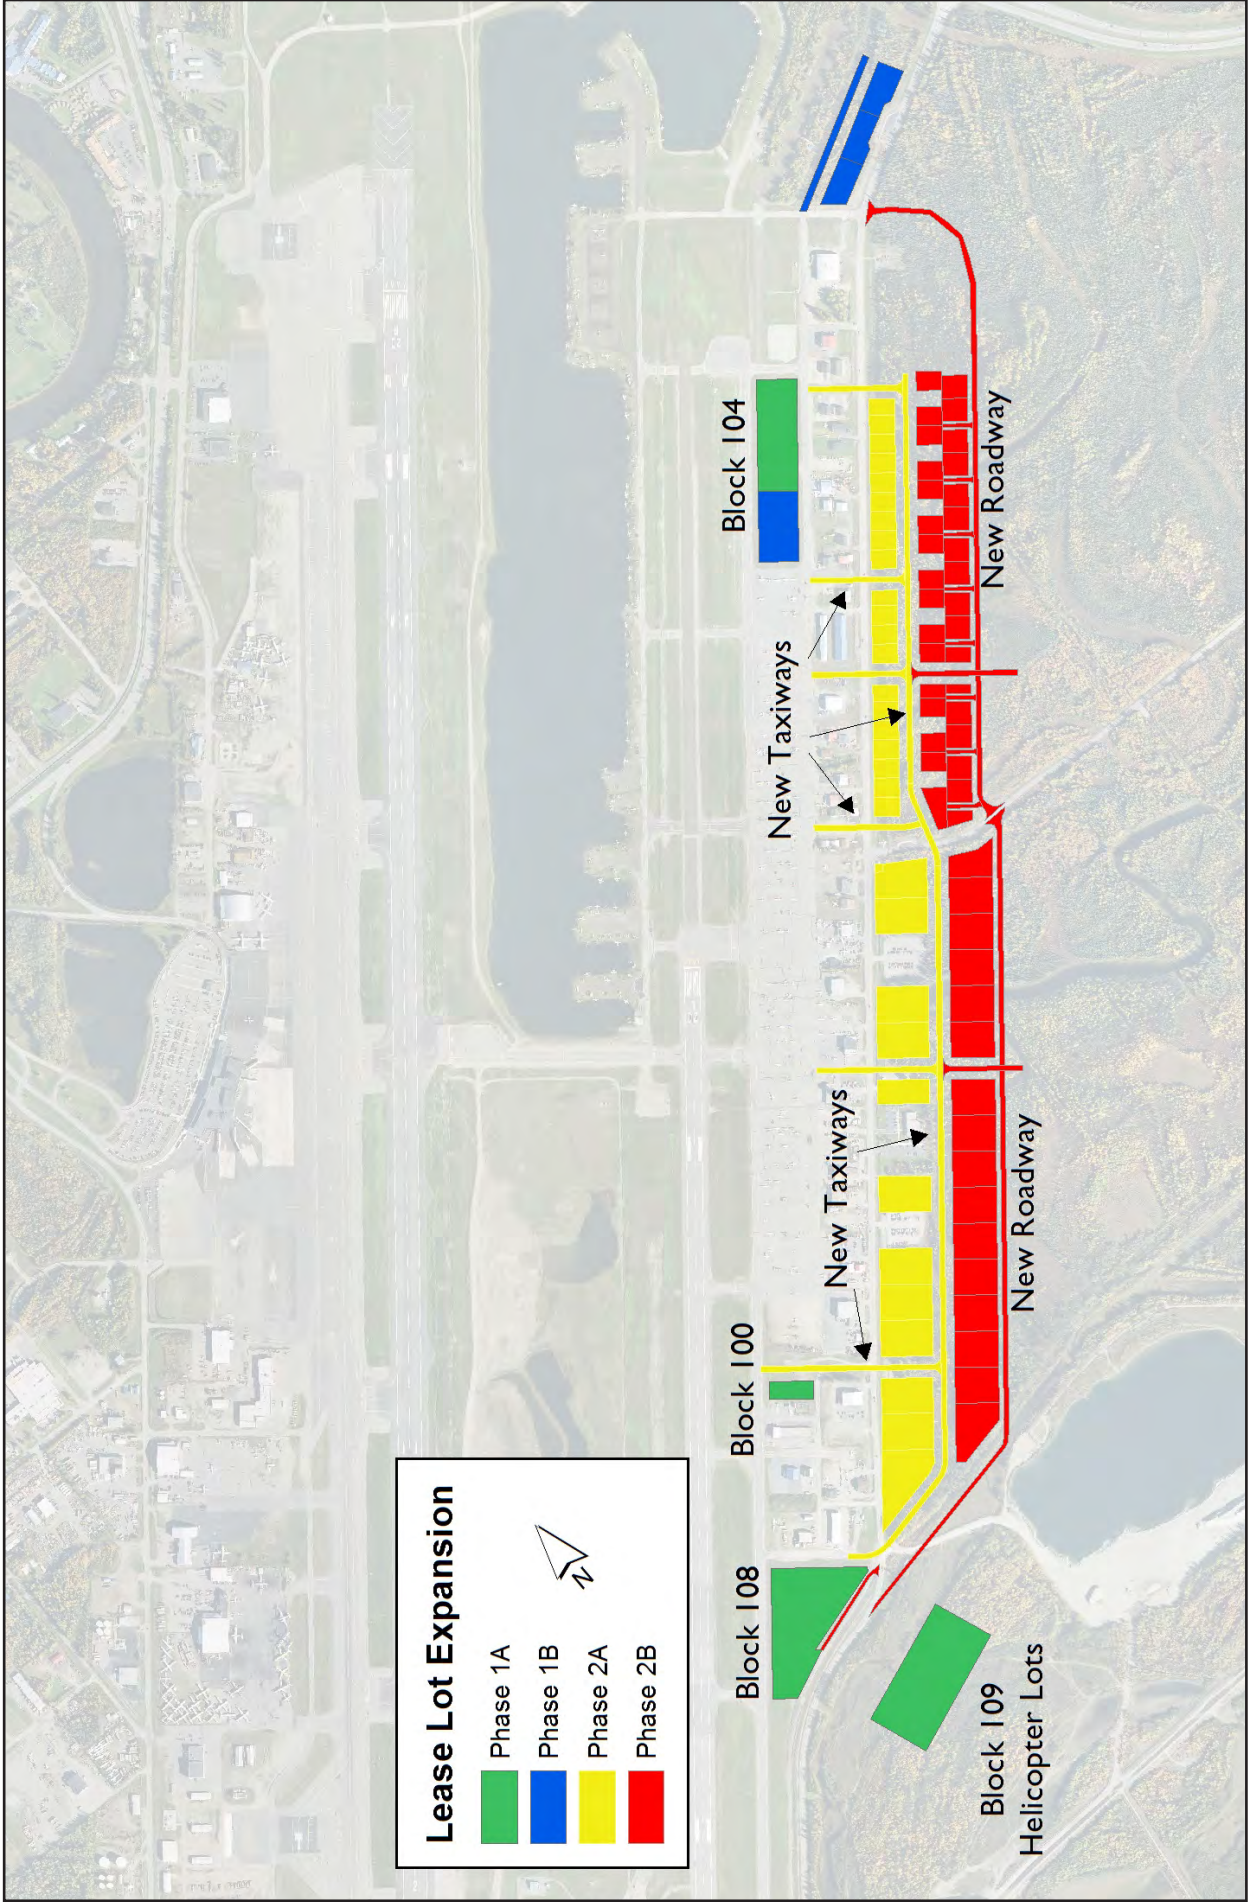 Lease Lot Expansion
Phase 1A
Phase 1B
Phase 2A
Phase 2B
N
Block 108
Block 100
Block 104
New Taxiways
New Taxiways
Block 109
Helicopter Lots
New Roadway
New Roadway